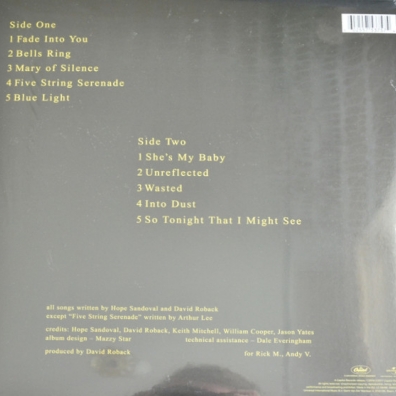 Side One
1 Fade Into You
2 Bells Ring
3 Mary of Silence
4 Five String Serenade
5 Blue Light
Side Two
1 She's My Baby
2 Unreflected
3 Wasted
4 Into Dust
5 So Tonight That I Might See
all songs written by Hope Sandoval and David Roback
except "Five String Serenade" written by Arthur Lee
credits: Hope Sandoval, David Roback, Keith Mitchell, William Cooper, Jason Yates
album design – Mazzy Star technical assistance – Dale Everingham
produced by David Roback for Rick M., Andy V.
Capitol